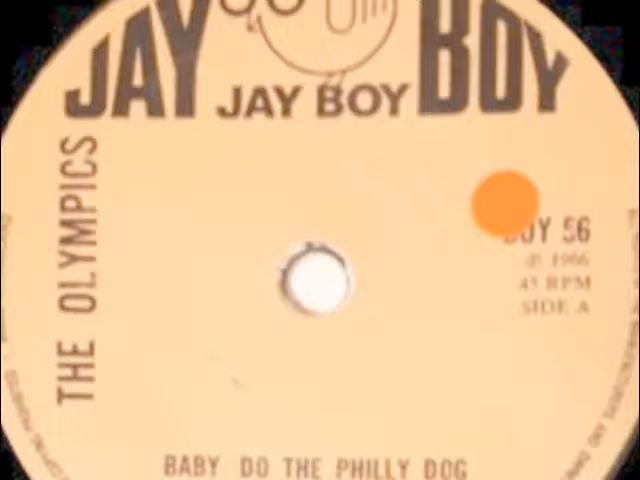 JAY BOY
JAY BOY
THE OLYMPICS
BOY 56
℗ 1966
45 RPM
SIDE A
BABY DO THE PHILLY DOG